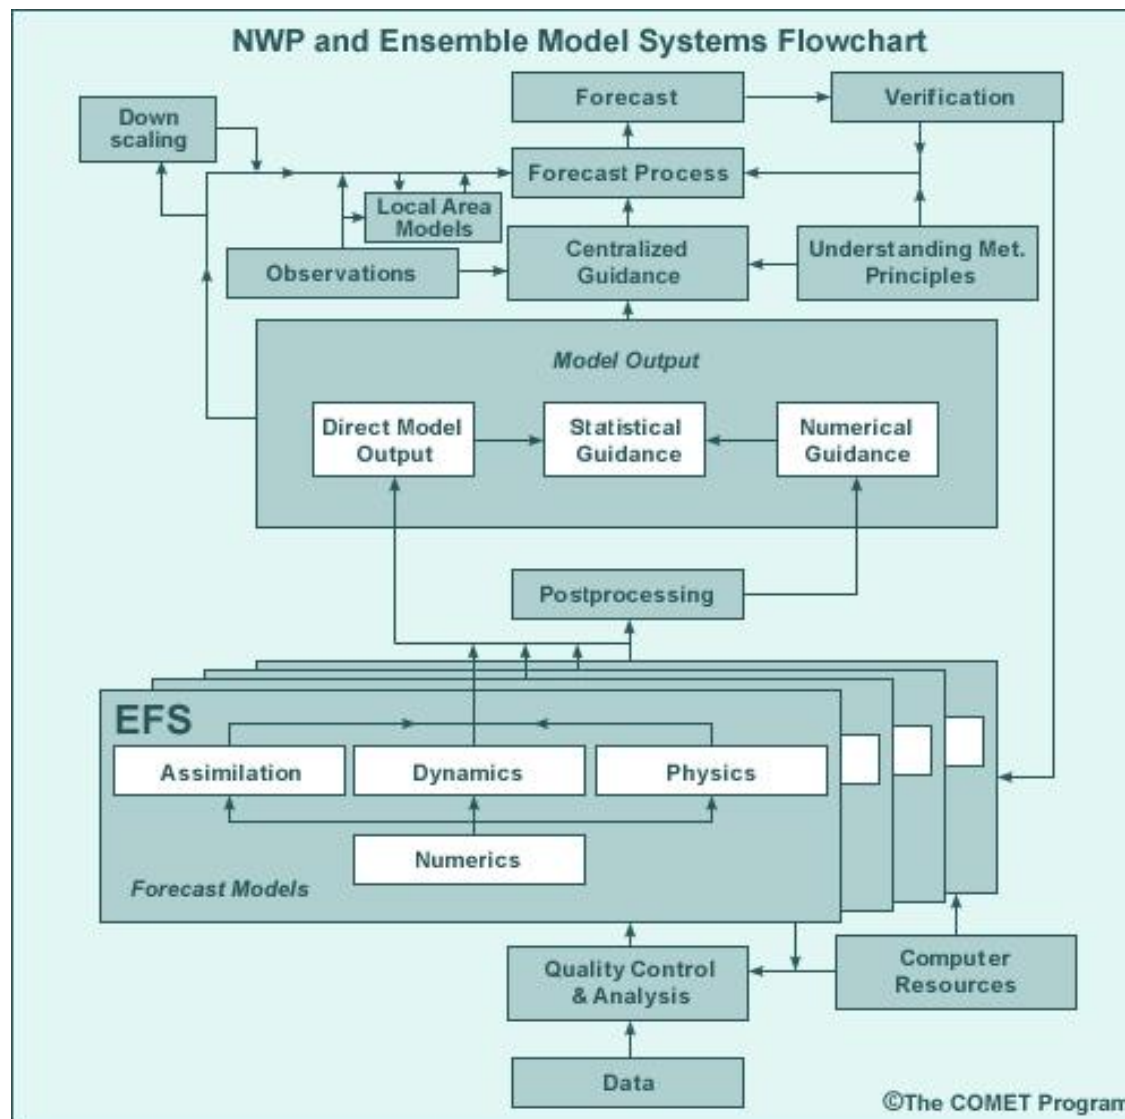 NWP and Ensemble Model Systems Flowchart
Forecast
Verification
Down
scaling
Forecast Process
Local Area
Models
Observations
Centralized
Guidance
Understanding Met.
Principles
Model Output
Direct Model
Output
Statistical
Guidance
Numerical
Guidance
Postprocessing
EFS
Assimilation
Dynamics
Physics
Numerics
Forecast Models
Quality Control
& Analysis
Computer
Resources
Data
©The COMET Program